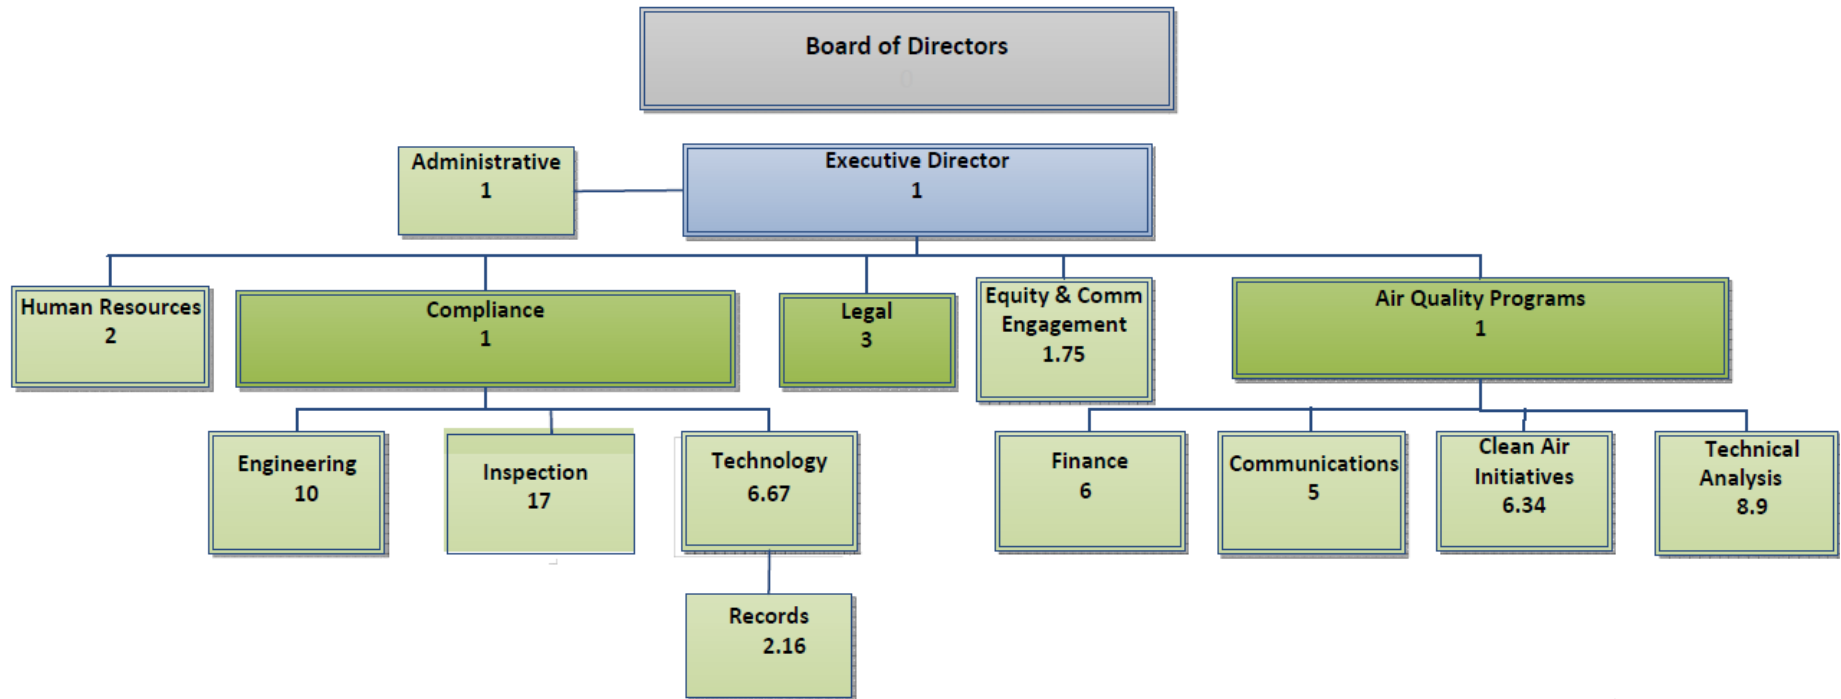 Board of Directors
0
Administrative
1
Executive Director
1
Human Resources
2
Compliance
1
Legal
3
Equity & Comm
Engagement
1.75
Air Quality Programs
1
Engineering
10
Inspection
17
Technology
6.67
Finance
6
Communications
5
Clean Air
Initiatives
6.34
Technical
Analysis
8.9
Records
2.16